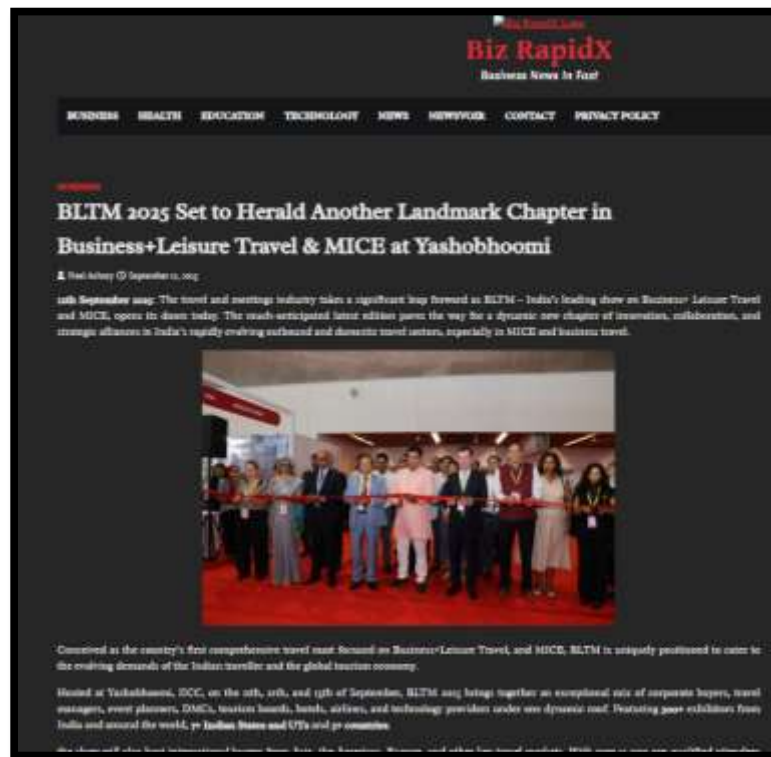 Biz RapidX
Business News In Fast
BUSINESS HEALTH EDUCATION TECHNOLOGY NEWS NEWSVOIR CONTACT PRIVACY POLICY
BUSINESS
BLTM 2025 Set to Herald Another Landmark Chapter in
Business+Leisure Travel & MICE at Yashobhoomi
September 11, 2025
September 2025: The travel and meetings industry takes a significant leap forward as BLTM – India's leading show on Business+ Leisure Travel
and MICE, opens its doors today. The much-anticipated latest edition paves the way for a dynamic new chapter of innovation, collaboration, and
strategic alliances in India's rapidly evolving outbound and domestic travel sectors, especially in MICE and business travel.
Conceived as the country's first comprehensive travel mart focused on Business+Leisure Travel, and MICE, BLTM is uniquely positioned to cater to
the evolving demands of the Indian traveller and the global tourism economy.
Hosted at Yashobhoomi, IICC, on the 11th, 12th, and 13th of September, BLTM 2025 brings together an exceptional mix of corporate buyers, travel
managers, event planners, DMCs, tourism boards, hotels, airlines, and technology providers under one dynamic roof. Featuring exhibitors from
India and around the world, Indian States and UTs and countries